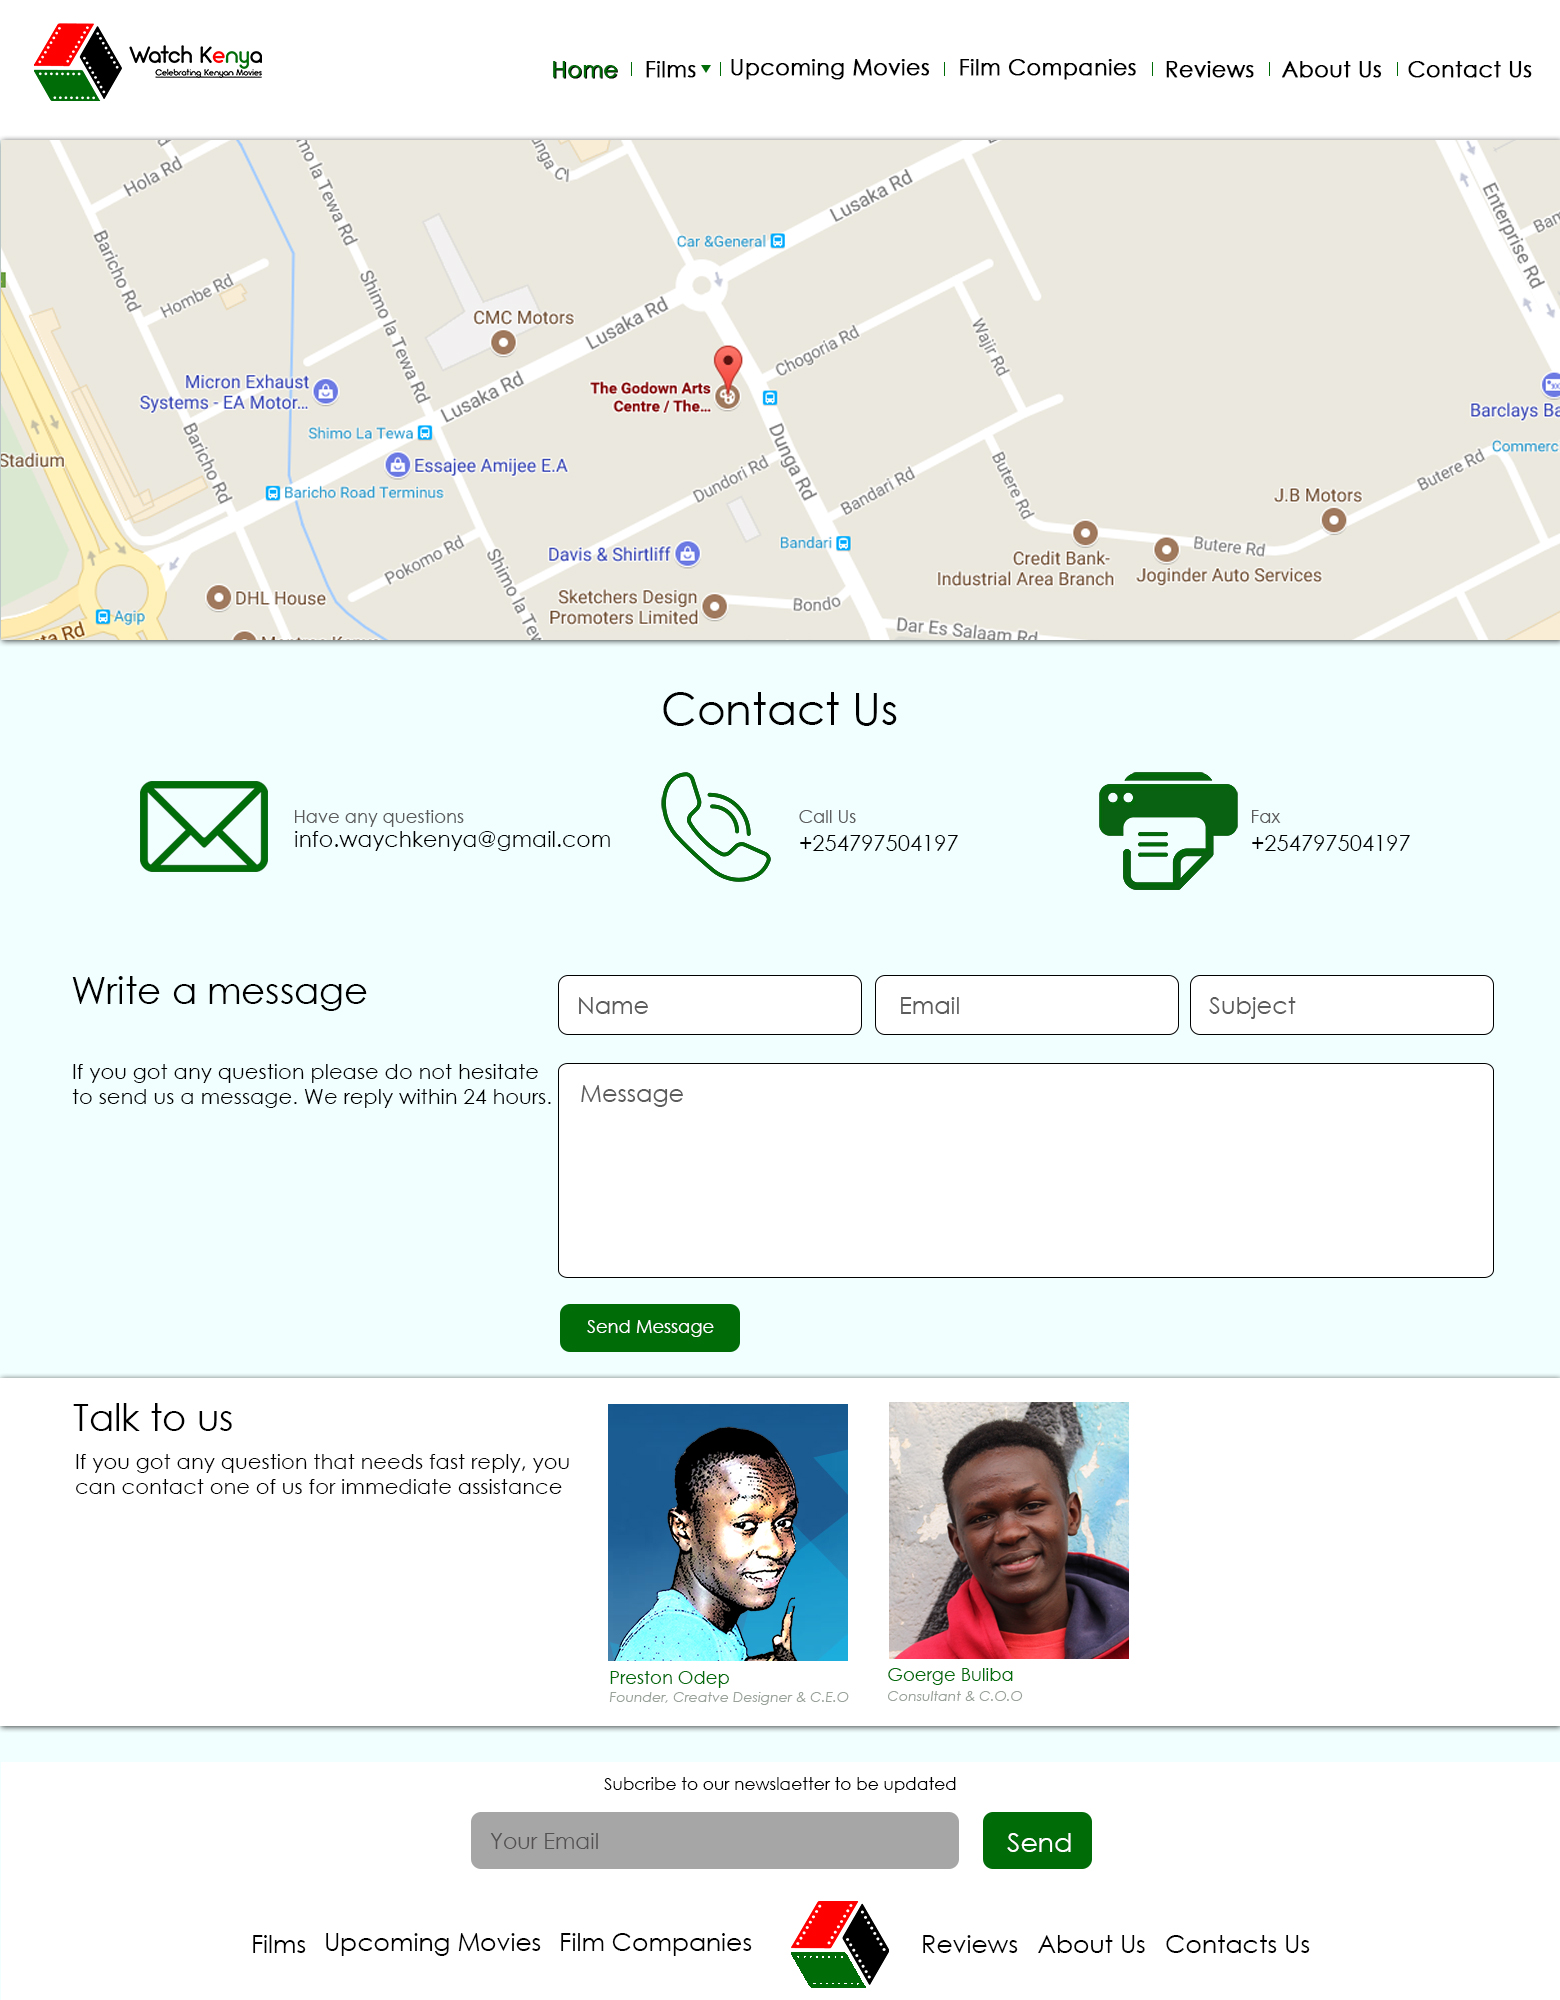 Watch Kenya
Celebrating Kenyan Movies
Home
Films
Upcoming Movies
Film Companies
Reviews
About Us
Contact Us
Hola Rd
Shimo la Tewa Rd
Lusaka Rd
Enterprise Rd
Baricho Rd
Car &General
Hombe Rd
Shimo la Tewa Rd
CMC Motors
Lusaka Rd
Chogoria Rd
Wajir Rd
Micron Exhaust
Systems - EA Motor...
The Godown Arts
Centre / The...
Lusaka Rd
Barclays Ba
Shimo La Tewa
Stadium
Baricho Rd
Essajee Amijee E.A
Dunga Rd
Commerc
Baricho Road Terminus
Dundori Rd
Bandari Rd
Butere Rd
Butere Rd
J.B Motors
Pokomo Rd
Davis & Shirtliff
Bandari
Butere Rd
Credit Bank-
Industrial Area Branch
Joginder Auto Services
Shimo la Tew
DHL House
Sketchers Design
Promoters Limited
Bondo
Agip
Dar Es Salaam Rd
Contact Us
Have any questions
info.waychkenya@gmail.com
Call Us
+254797504197
Fax
+254797504197
Write a message
Name
Email
Subject
If you got any question please do not hesitate
to send us a message. We reply within 24 hours.
Message
Send Message
Talk to us
If you got any question that needs fast reply, you
can contact one of us for immediate assistance
Preston Odep
Founder, Creatve Designer & C.E.O
Goerge Buliba
Consultant & C.O.O
Subcribe to our newslaetter to be updated
Your Email
Send
Films
Upcoming Movies
Film Companies
Reviews
About Us
Contacts Us